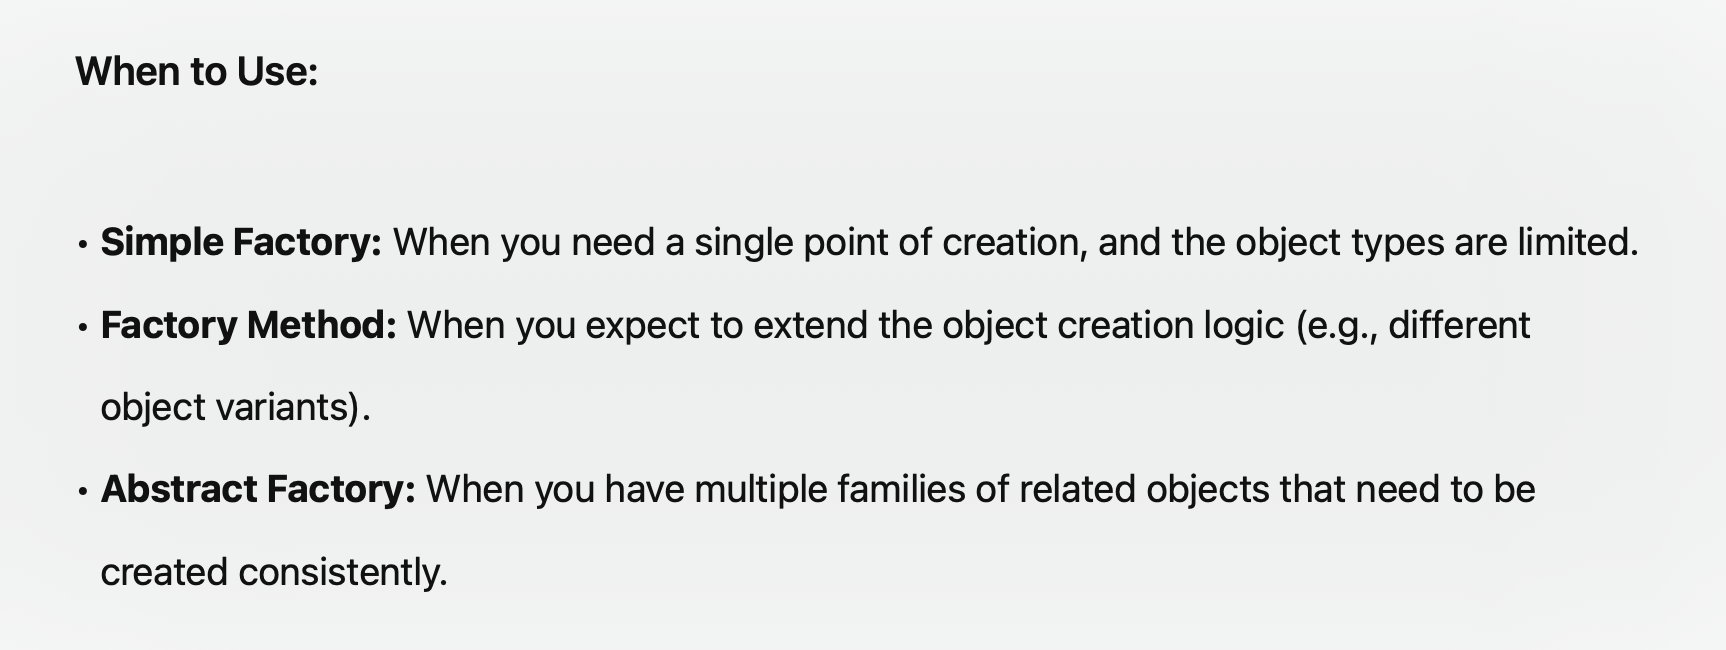 When to Use:
• Simple Factory: When you need a single point of creation, and the object types are limited.
• Factory Method: When you expect to extend the object creation logic (e.g., different
object variants).
• Abstract Factory: When you have multiple families of related objects that need to be
created consistently.